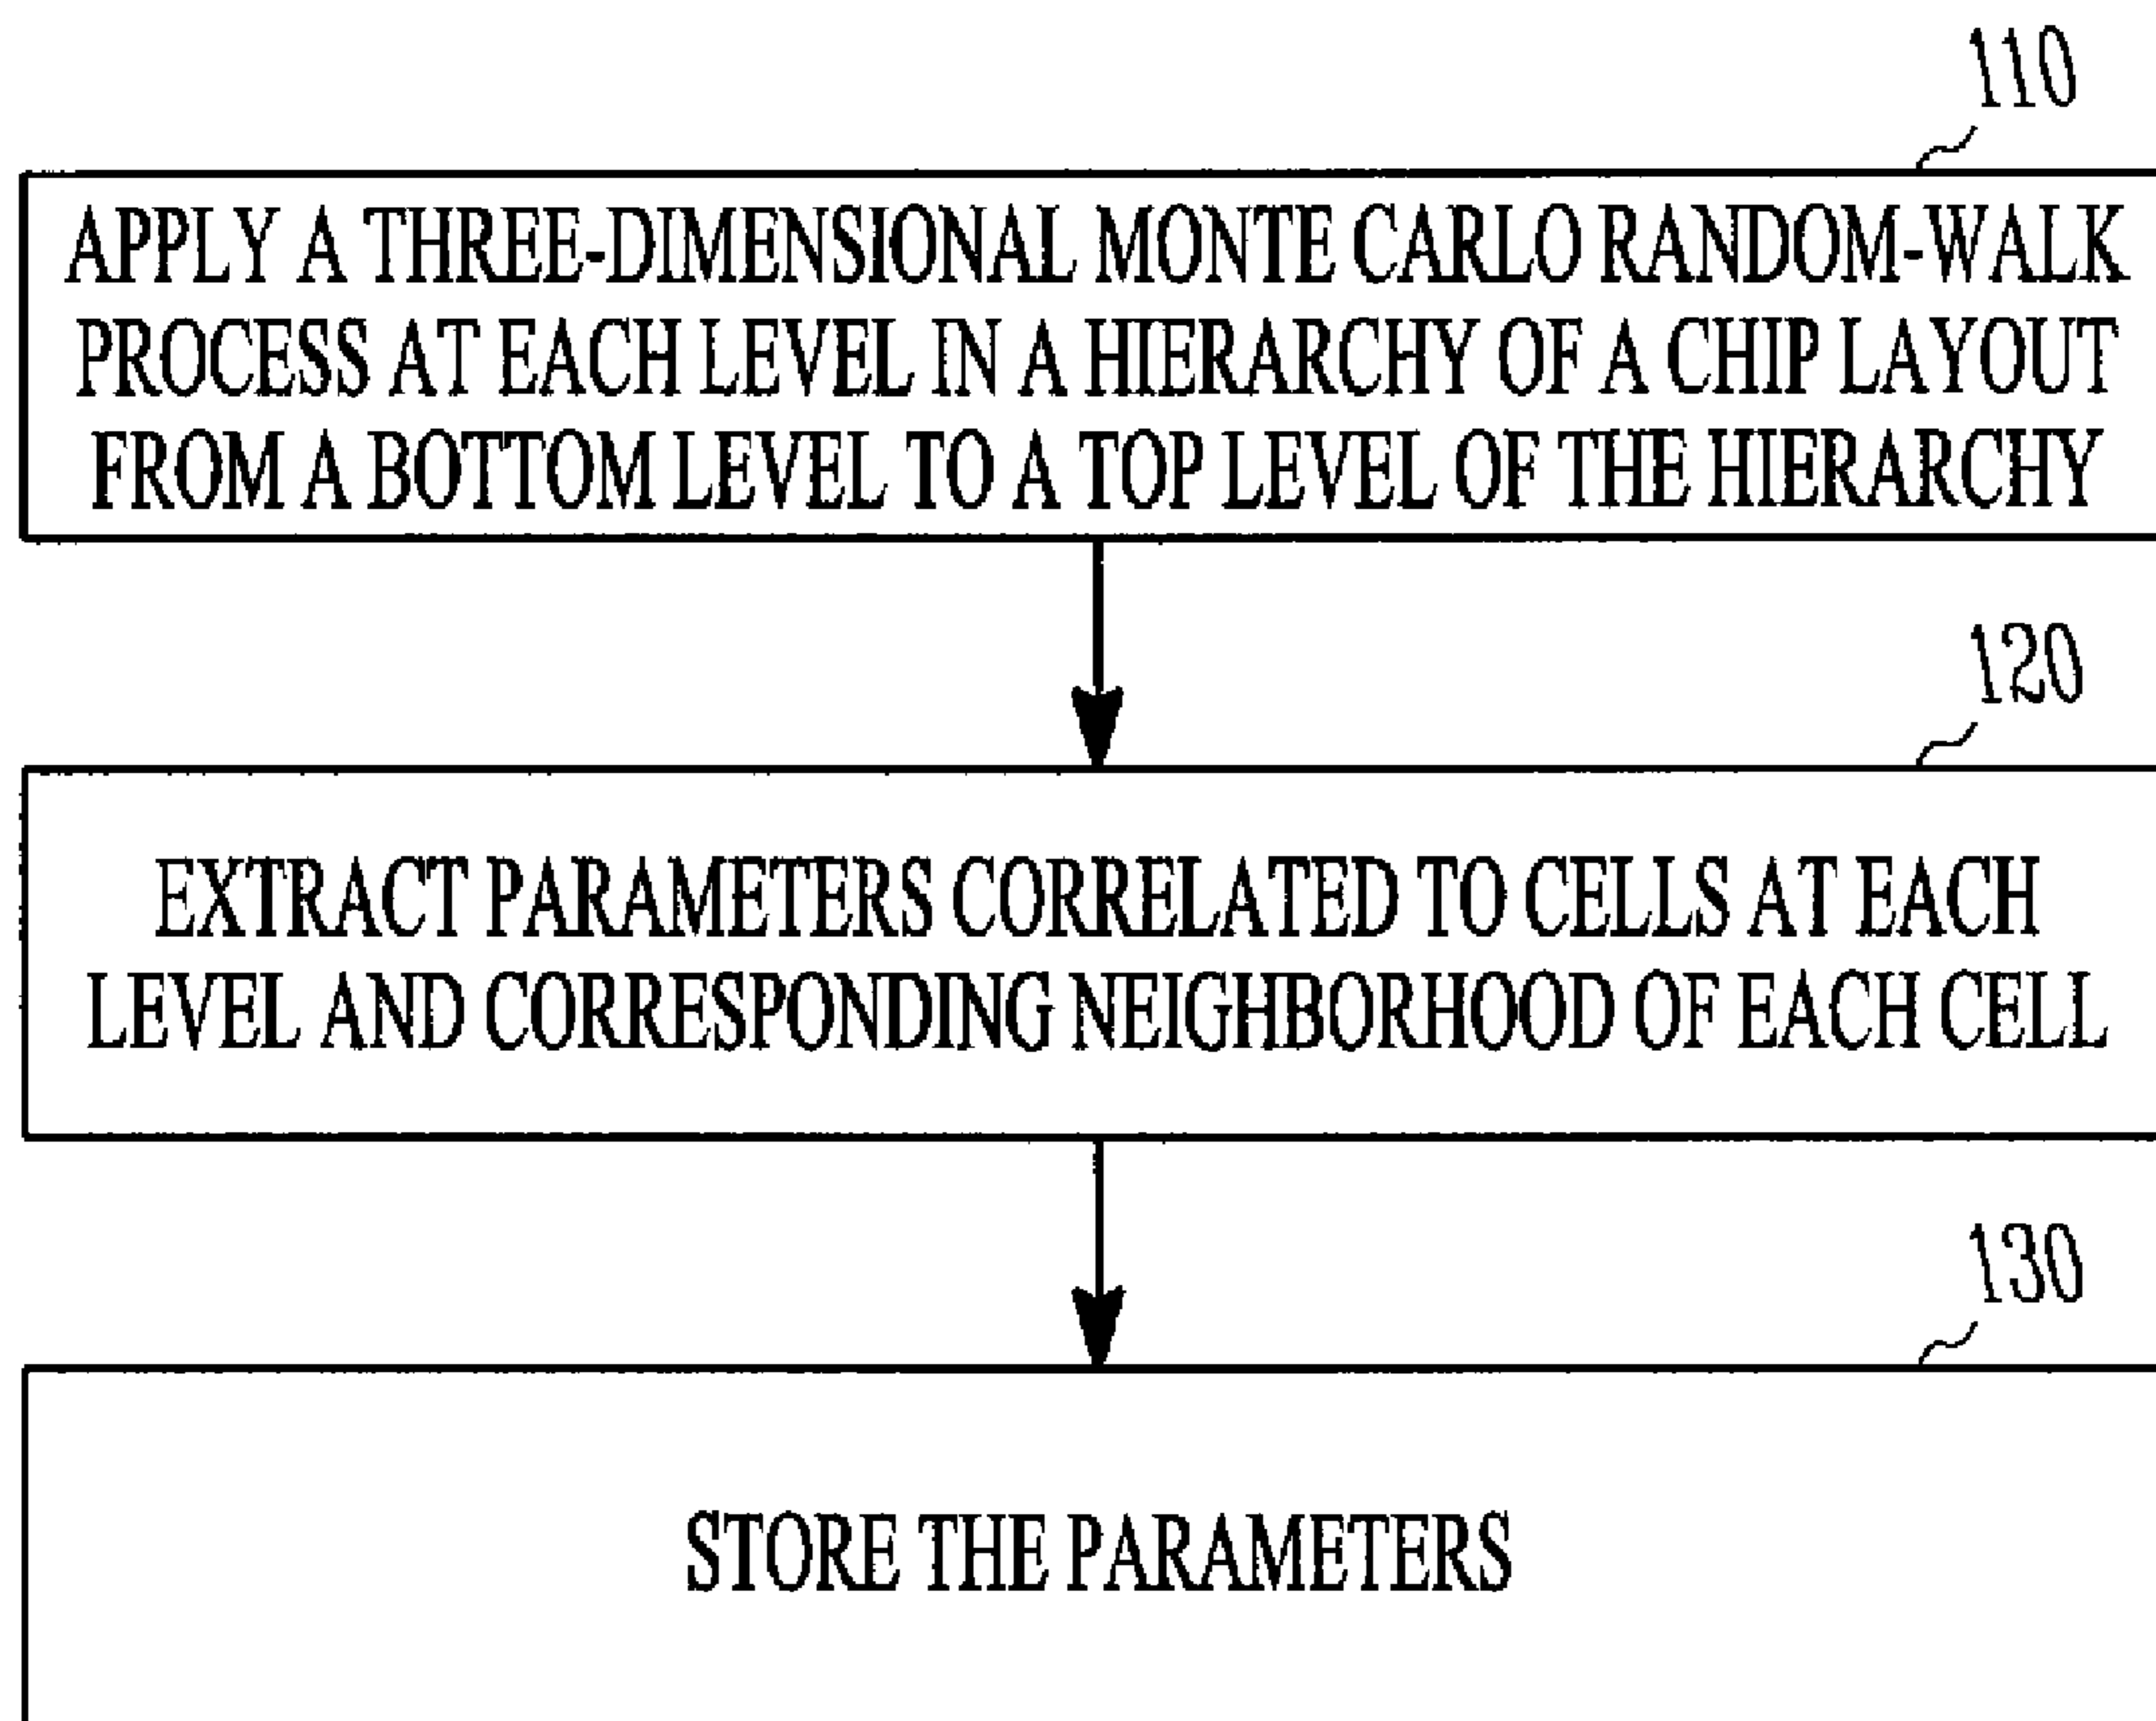 110
APPLY A THREE-DIMENSIONAL MONTE CARLO RANDOM-WALK
PROCESS AT EACH LEVEL IN A HIERARCHY OF A CHIP LAYOUT
FROM A BOTTOM LEVEL TO A TOP LEVEL OF THE HIERARCHY
120
EXTRACT PARAMETERS CORRELATED TO CELLS AT EACH
LEVEL AND CORRESPONDING NEIGHBORHOOD OF EACH CELL
130
STORE THE PARAMETERS